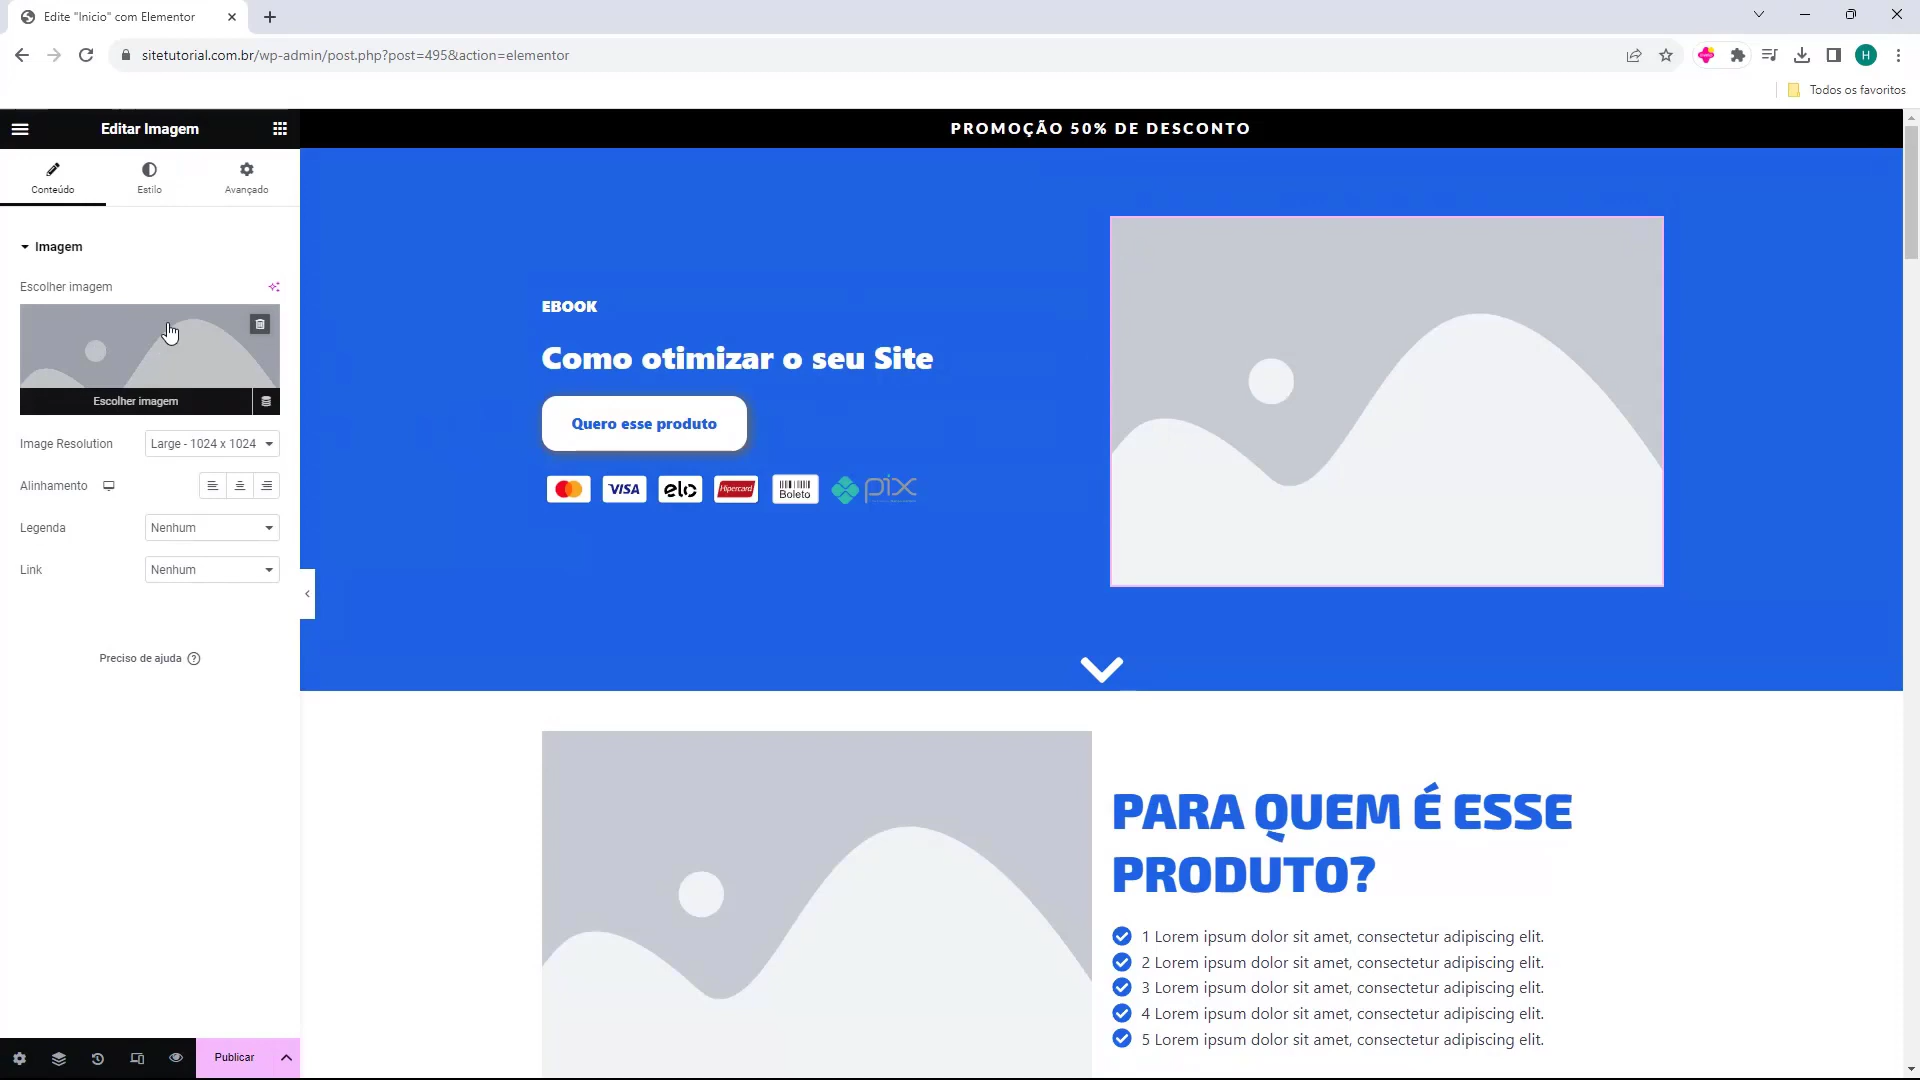 Edite "Inicio" com Elementor
sitetutorial.com.br/wp-admin/post.php?post=495&action=elementor
H
Todos os favoritos
Editar Imagem
Conteúdo
Estilo
Avançado
Imagem
Escolher imagem
Escolher imagem
Image Resolution
Large - 1024 x 1024
Alinhamento
Legenda
Nenhum
Link
Nenhum
Preciso de ajuda
Publicar
PROMOÇÃO 50% DE DESCONTO
EBOOK
Como otimizar o seu Site
Quero esse produto
VISA
elo
Hipercard
Boleto
pix
PARA QUEM É ESSE
PRODUTO?
1 Lorem ipsum dolor sit amet, consectetur adipiscing elit.
2 Lorem ipsum dolor sit amet, consectetur adipiscing elit.
3 Lorem ipsum dolor sit amet, consectetur adipiscing elit.
4 Lorem ipsum dolor sit amet, consectetur adipiscing elit.
5 Lorem ipsum dolor sit amet, consectetur adipiscing elit.